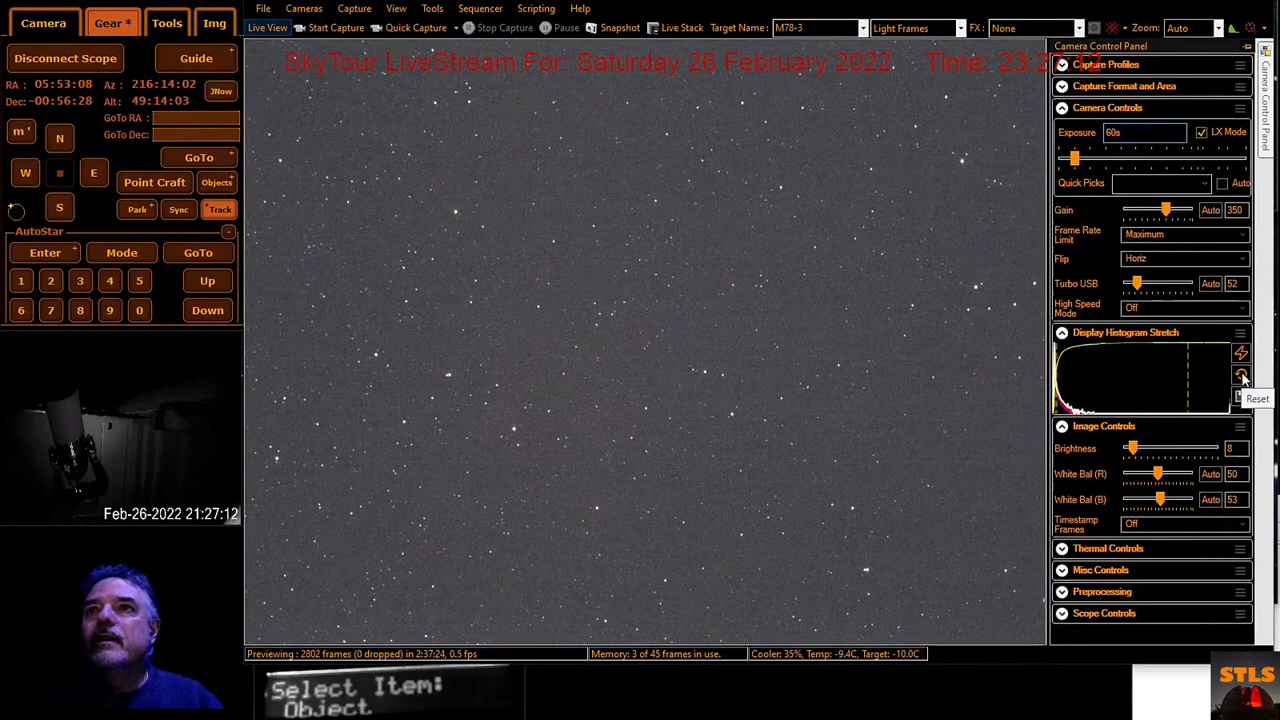 Camera Gear * Tools Img
Disconnect Scope Guide
RA : 05:53:08 Az : 216:14:02 JNow
Dec: -00:56:28 Alt : 49:14:03
GoTo RA :
GoTo Dec:
m ' N GoTo
W E Point Craft Objects
S Park Sync Track
AutoStar -
Enter Mode GoTo
1 2 3 4 5 Up
6 7 8 9 0 Down
Feb-26-2022 21:27:12
File Cameras Capture View Tools Sequencer Scripting Help
Live View Start Capture Quick Capture Stop Capture Pause Snapshot Live Stack Target Name : M78-3 Light Frames FX : None Zoom: Auto
SkyTour LiveStream For: Saturday 26 February 2022 Time: 23:27:12
Camera Control Panel
Capture Profiles
Capture Format and Area
Camera Controls
Exposure 60s LX Mode
Quick Picks Auto
Gain Auto 350
Frame Rate Limit Maximum
Flip Horiz
Turbo USB Auto 52
High Speed Mode Off
Display Histogram Stretch
Reset
Image Controls
Brightness 8
White Bal (R) Auto 50
White Bal (B) Auto 53
Timestamp Frames Off
Thermal Controls
Misc Controls
Preprocessing
Scope Controls
Camera Control Panel
Previewing : 2802 frames (0 dropped) in 2:37:24, 0.5 fps Memory: 3 of 45 frames in use. Cooler: 35%, Temp: -9.4C, Target: -10.0C
Select Item:
Object
STLS